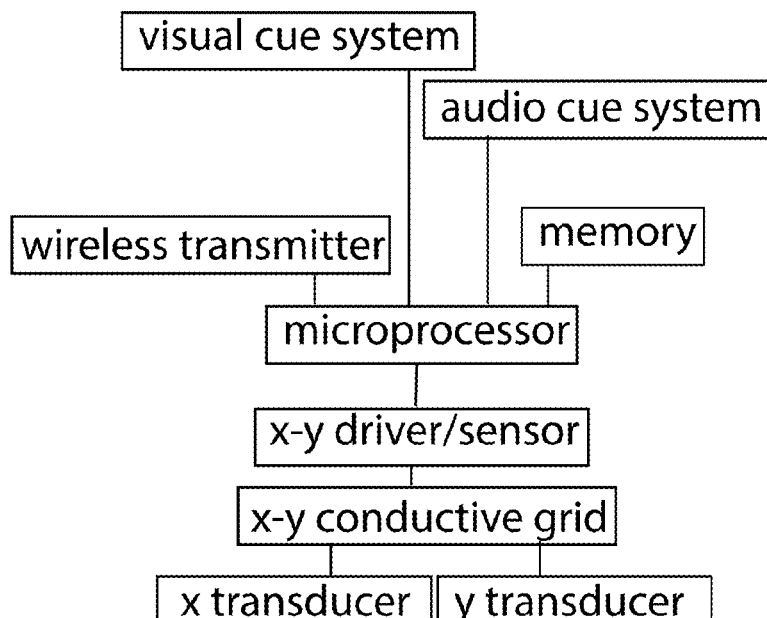 visual cue system
audio cue system
wireless transmitter
memory
microprocessor
x-y driver/sensor
x-y conductive grid
x transducer
y transducer